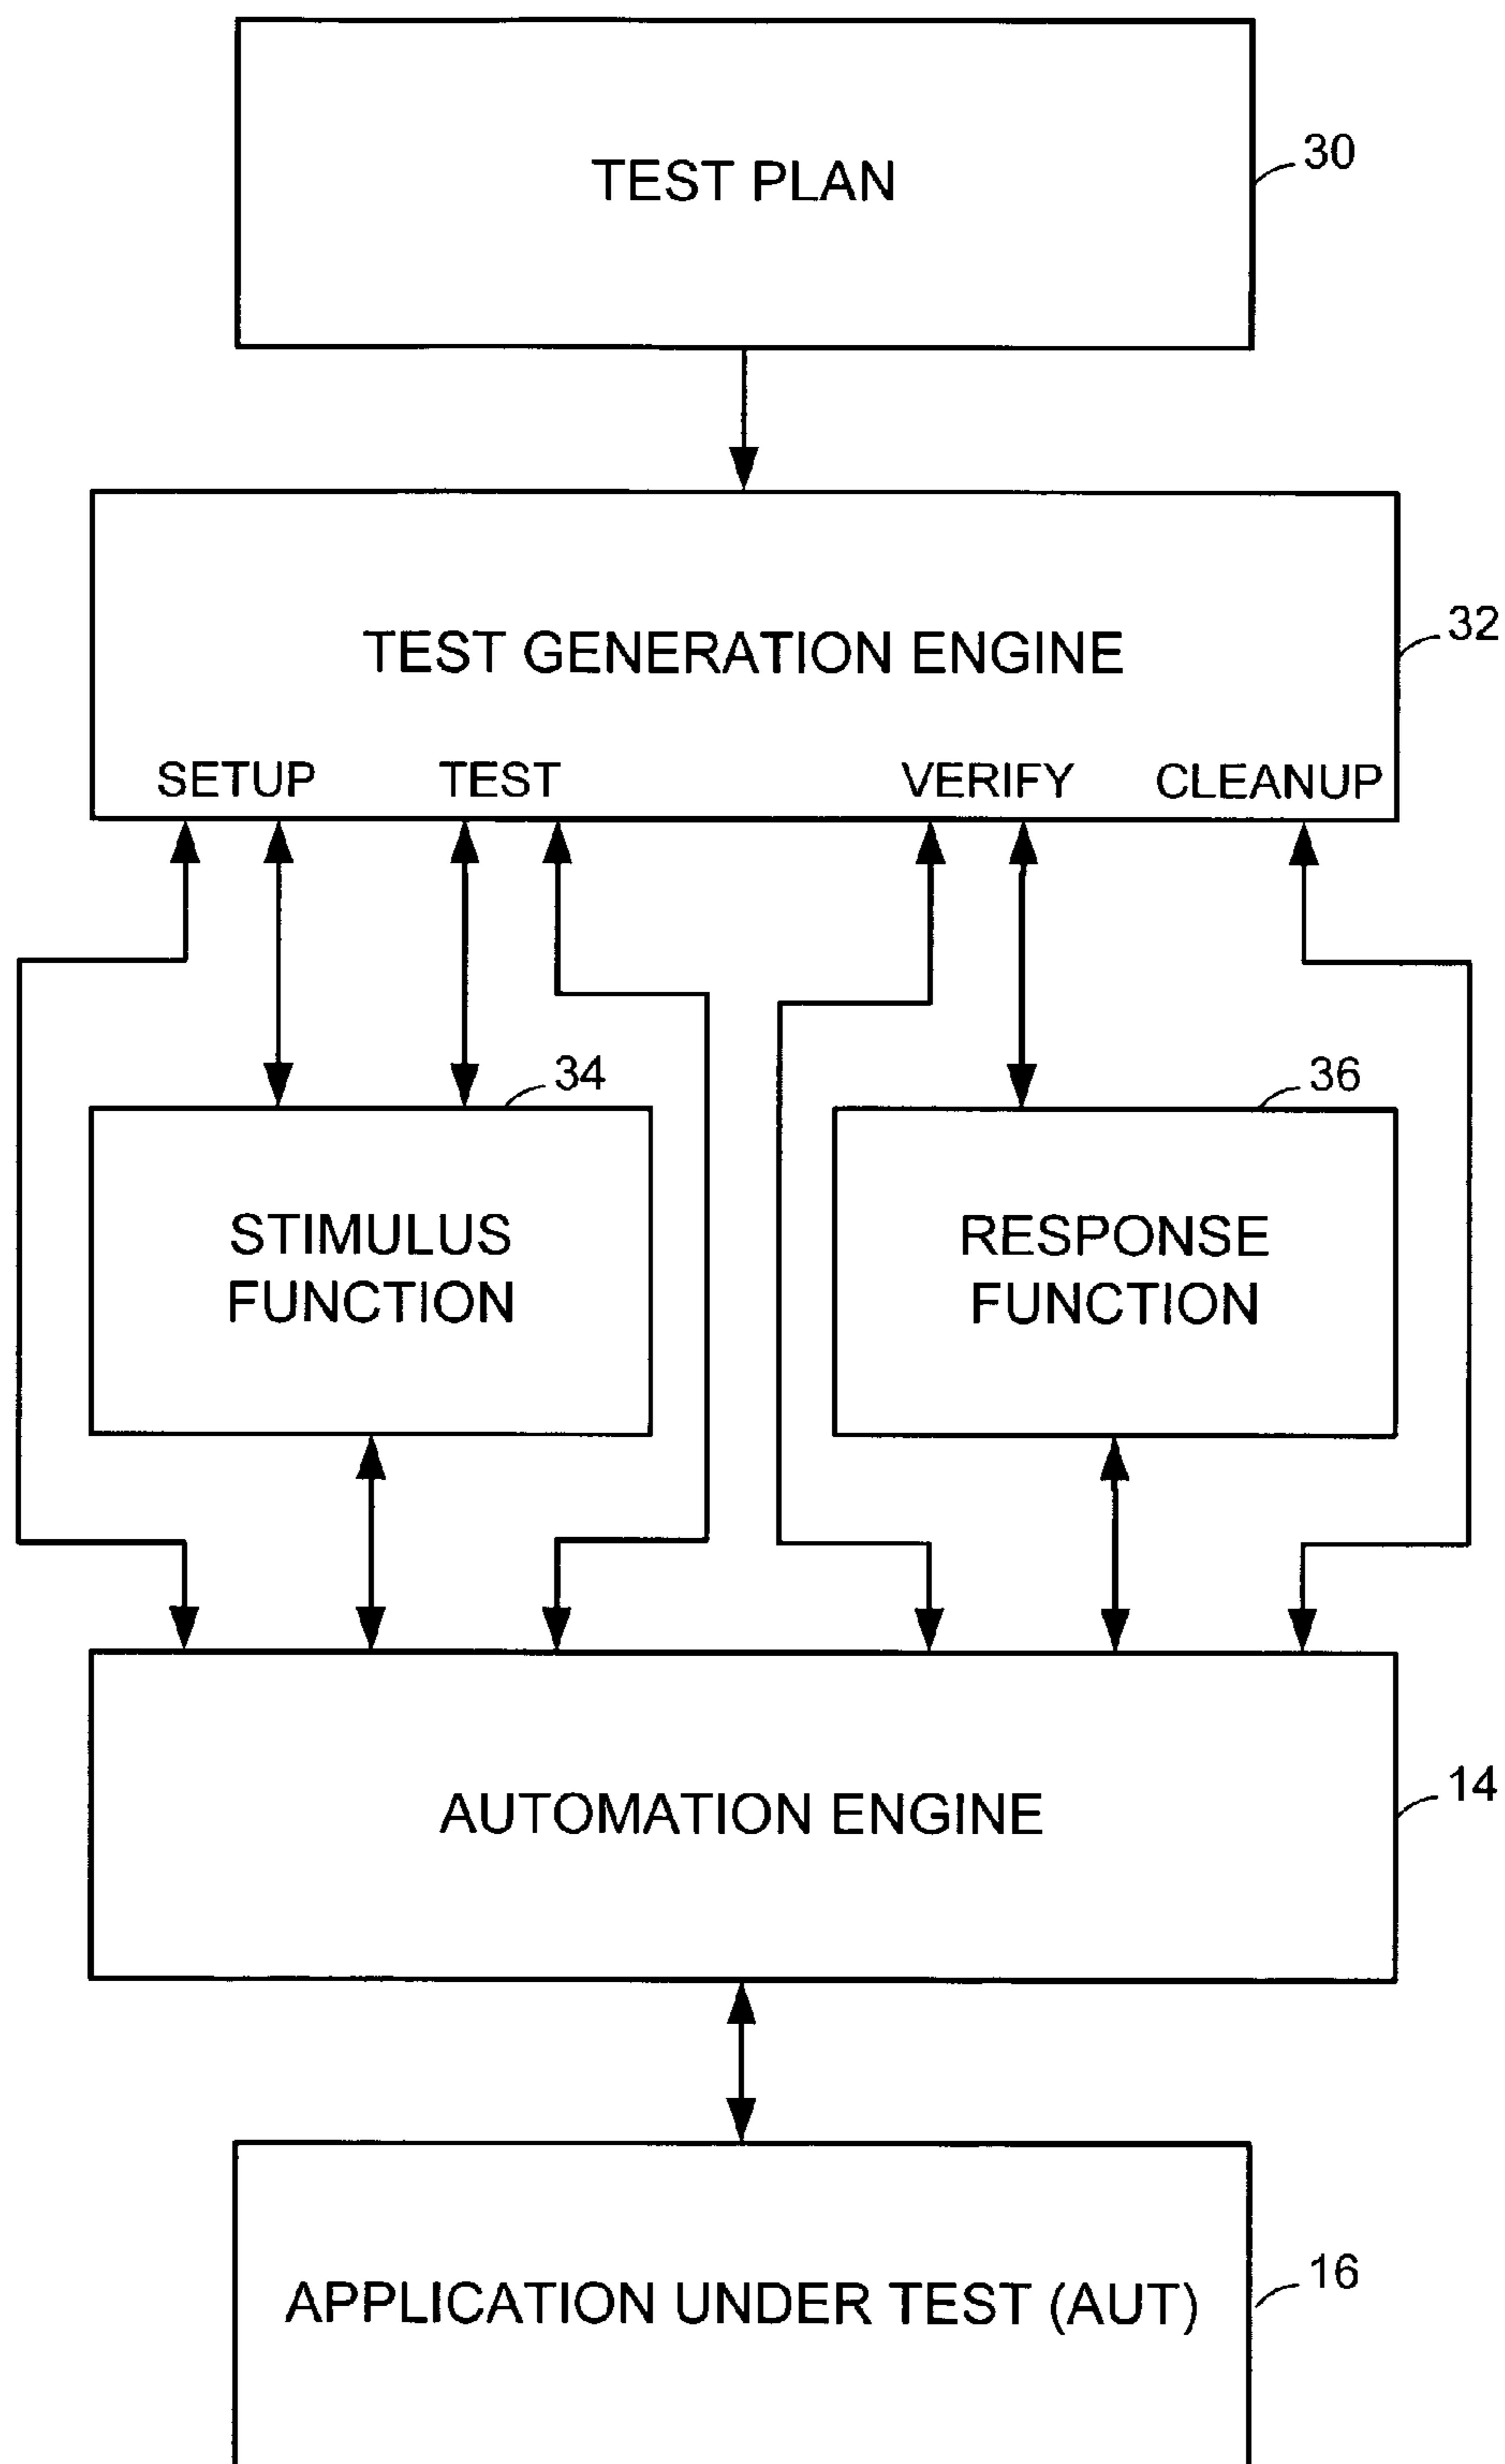 TEST PLAN
30
TEST GENERATION ENGINE
32
SETUP TEST VERIFY CLEANUP
34
36
STIMULUS
FUNCTION
RESPONSE
FUNCTION
AUTOMATION ENGINE
14
APPLICATION UNDER TEST (AUT)
16